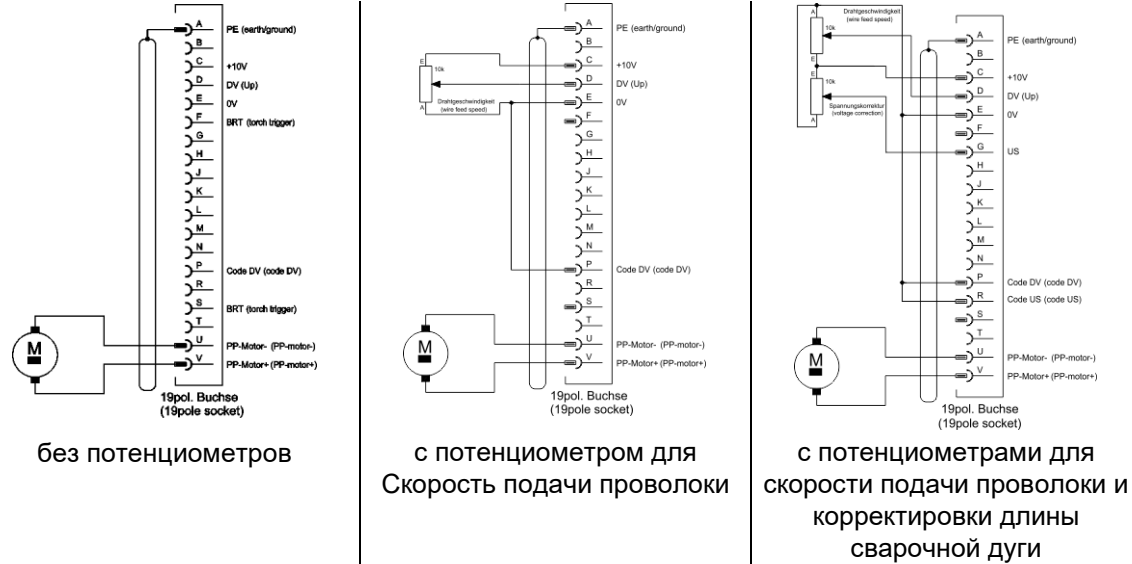 A
PE (earth/ground)
B
C
+10V
D
DV (Up)
E
0V
F
BRT (torch trigger)
G
H
J
K
L
M
N
P
Code DV (code DV)
R
S
BRT (torch trigger)
T
U
PP-Motor- (PP-motor-)
V
PP-Motor+ (PP-motor+)
M
19pol. Buchse
(19pole socket)
без потенциометров
A
PE (earth/ground)
B
E
C
+10V
10k
D
DV (Up)
Drahtgeschwindigkeit
(wire feed speed)
A
E
0V
F
G
H
J
K
L
M
N
P
Code DV (code DV)
R
S
T
U
PP-Motor- (PP-motor-)
V
PP-Motor+ (PP-motor+)
M
19pol. Buchse
(19pole socket)
с потенциометром для
Скорость подачи проволоки
A
Drahtgeschwindigkeit
(wire feed speed)
10k
E
A
PE (earth/ground)
B
E
C
+10V
10k
D
DV (Up)
Spannungskorrektur
(voltage correction)
A
E
0V
F
G
US
H
J
K
L
M
N
P
Code DV (code DV)
R
Code US (code US)
S
T
U
PP-Motor- (PP-motor-)
V
PP-Motor+ (PP-motor+)
M
19pol. Buchse
(19pole socket)
с потенциометрами для
скорости подачи проволоки и
корректировки длины
сварочной дуги